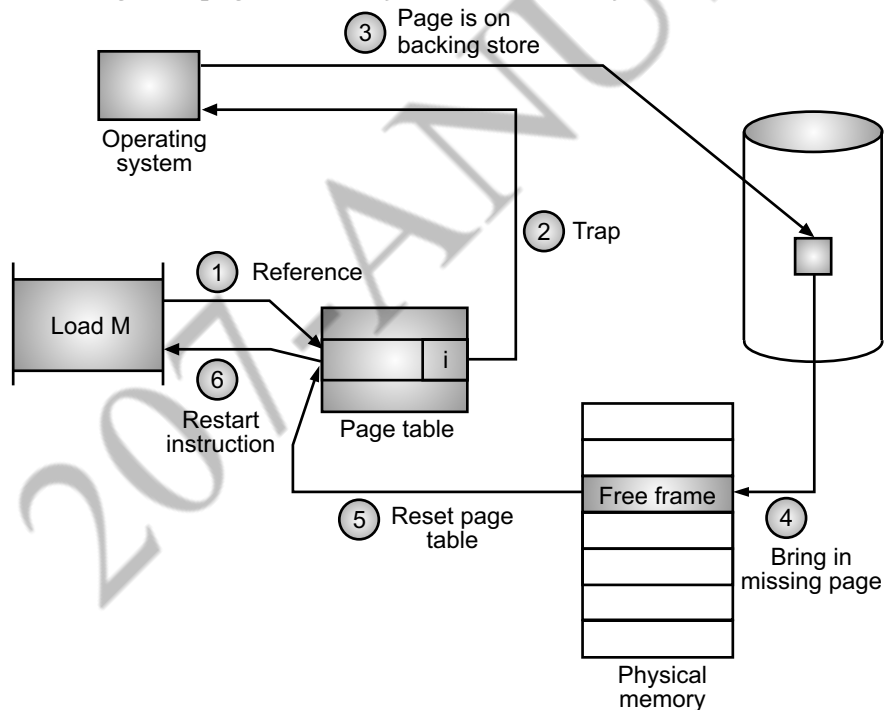 3 Page is on
backing store
Operating
system
2 Trap
1 Reference
Load M
i
6
Restart
instruction
Page table
Free frame
5 Reset page
table
4
Bring in
missing page
Physical
memory